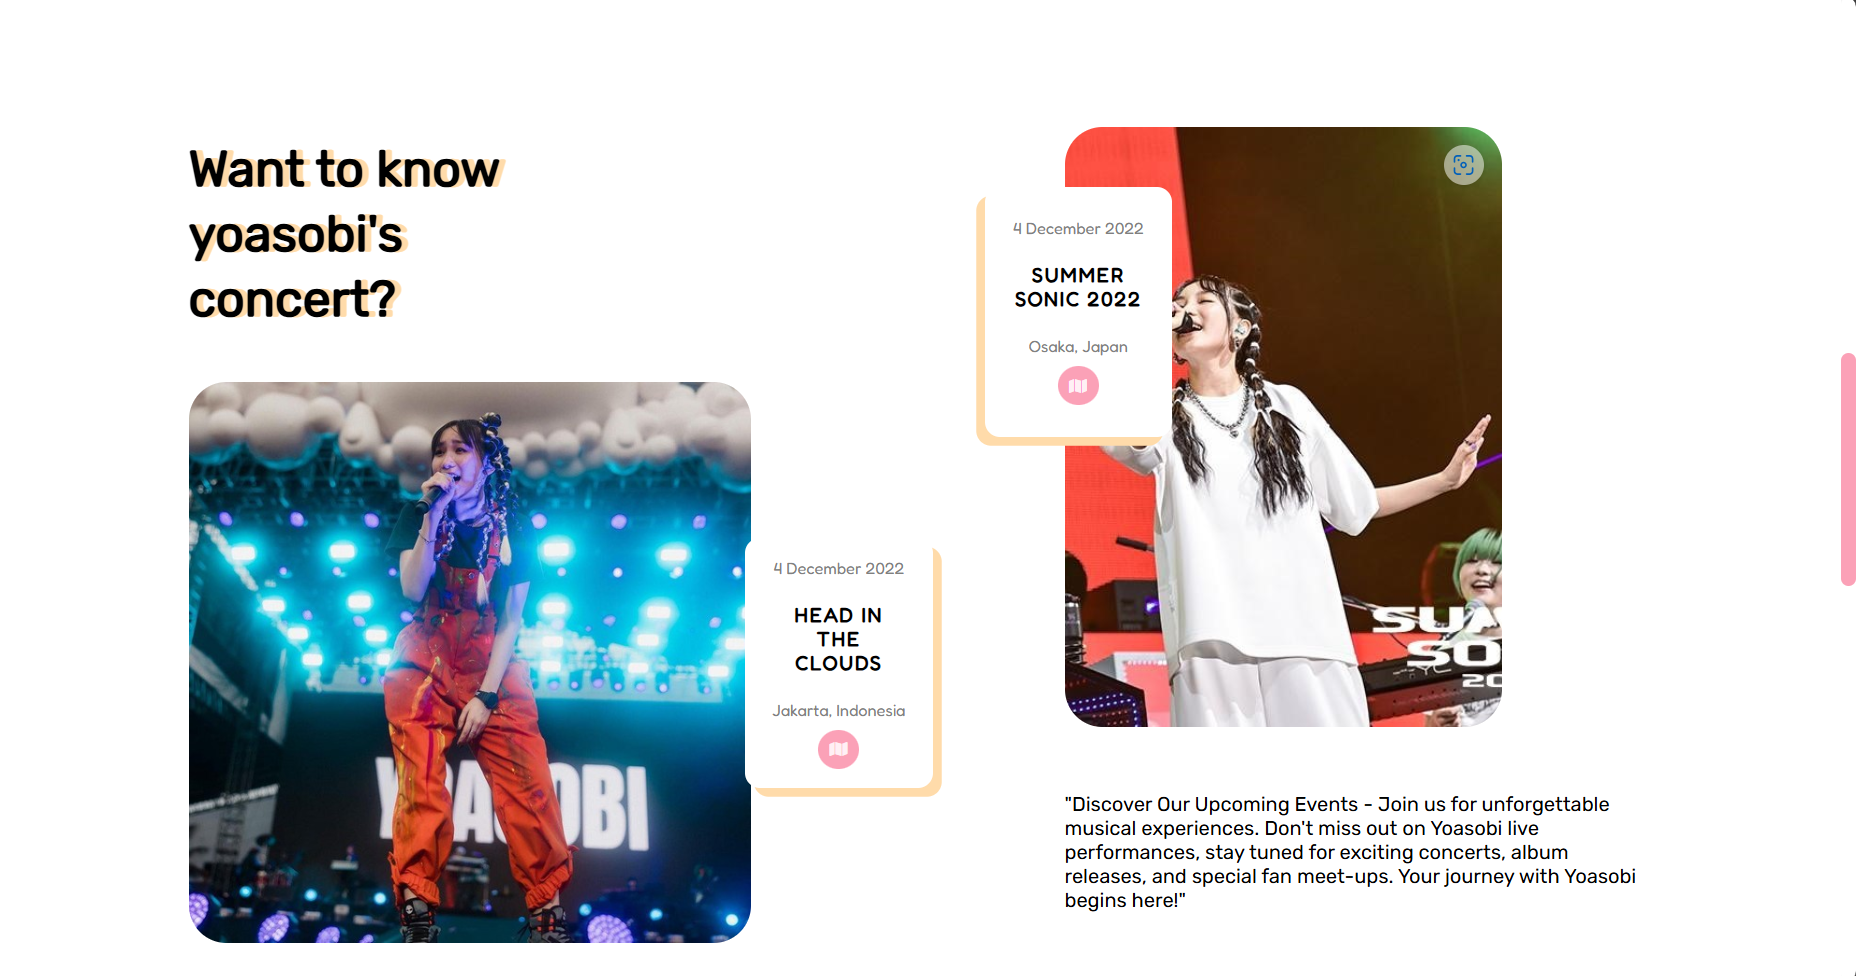 Want to know
yoasobi's
concert?
4 December 2022
HEAD IN
THE
CLOUDS
Jakarta, Indonesia
YOASOBI
4 December 2022
SUMMER
SONIC 2022
Osaka, Japan
SUM
SO
20
"Discover Our Upcoming Events - Join us for unforgettable
musical experiences. Don't miss out on Yoasobi live
performances, stay tuned for exciting concerts, album
releases, and special fan meet-ups. Your journey with Yoasobi
begins here!"